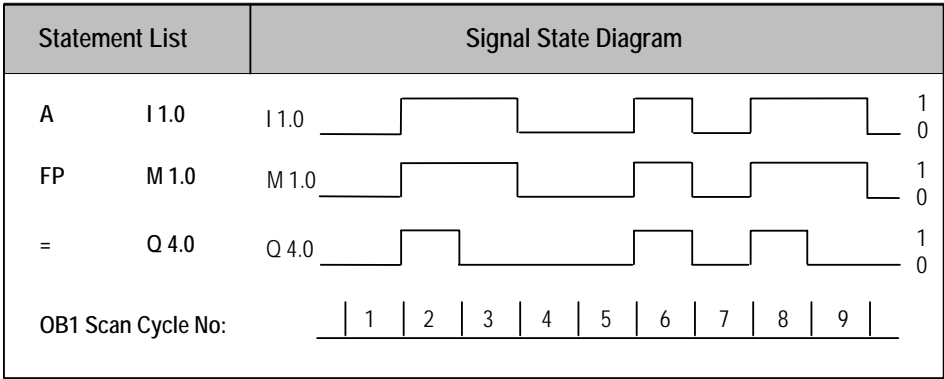 Statement List Signal State Diagram
A I 1.0 I 1.0 1
0
FP M 1.0 M 1.0 1
0
= Q 4.0 Q 4.0 1
0
OB1 Scan Cycle No: 1 2 3 4 5 6 7 8 9